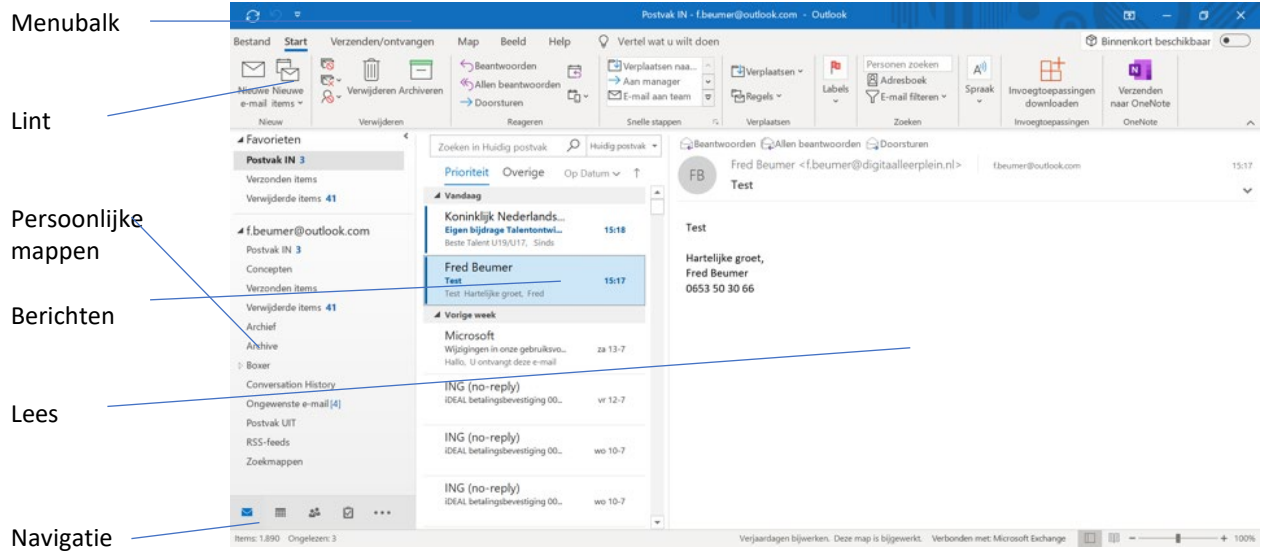 Menubalk
Lint
Persoonlijke
mappen
Berichten
Lees
Navigatie
Postvak IN - f.beumer@outlook.com - Outlook
Bestand Start Verzenden/ontvangen Map Beeld Help Vertel wat u wilt doen Binnenkort beschikbaar
Nieuwe e-mail
Nieuwe items
Nieuw
Verwijderen Archiveren
Verwijderen
Beantwoorden
Allen beantwoorden
Doorsturen
Reageren
Verplaatsen naa...
Aan manager
E-mail aan team
Snelle stappen
Verplaatsen
Regels
Verplaatsen
Labels
Personen zoeken
Adresboek
E-mail filteren
Zoeken
A
Spraak
Invoegtoepassingen
downloaden
Invoegtoepassingen
N
Verzenden
naar OneNote
OneNote
Favorieten
Postvak IN 3
Verzonden items
Verwijderde items 41
f.beumer@outlook.com
Postvak IN 3
Concepten
Verzonden items
Verwijderde items 41
Archief
Archive
Boxer
Conversation History
Ongewenste e-mail [4]
Postvak UIT
RSS-feeds
Zoekmappen
Zoeken in Huidig postvak Huidig postvak
Prioriteit Overige Op Datum
Vandaag
Koninklijk Nederlands...
Eigen bijdrage Talentontwi... 15:18
Beste Talent U19/U17, Sinds
Fred Beumer
Test 15:17
Test Hartelijke groet, Fred
Vorige week
Microsoft
Wijzigingen in onze gebruiksvo... za 13-7
Hallo, U ontvangt deze e-mail
ING (no-reply)
iDEAL betalingsbevestiging 00... vr 12-7
ING (no-reply)
iDEAL betalingsbevestiging 00... wo 10-7
ING (no-reply)
iDEAL betalingsbevestiging 00... wo 10-7
Beantwoorden Allen beantwoorden Doorsturen
FB
Fred Beumer <f.beumer@digitaalleerplein.nl> f.beumer@outlook.com 15:17
Test
Test
Hartelijke groet,
Fred Beumer
0653 50 30 66
Items: 1.890 Ongelezen: 3 Verjaardagen bijwerken. Deze map is bijgewerkt. Verbonden met: Microsoft Exchange 100%